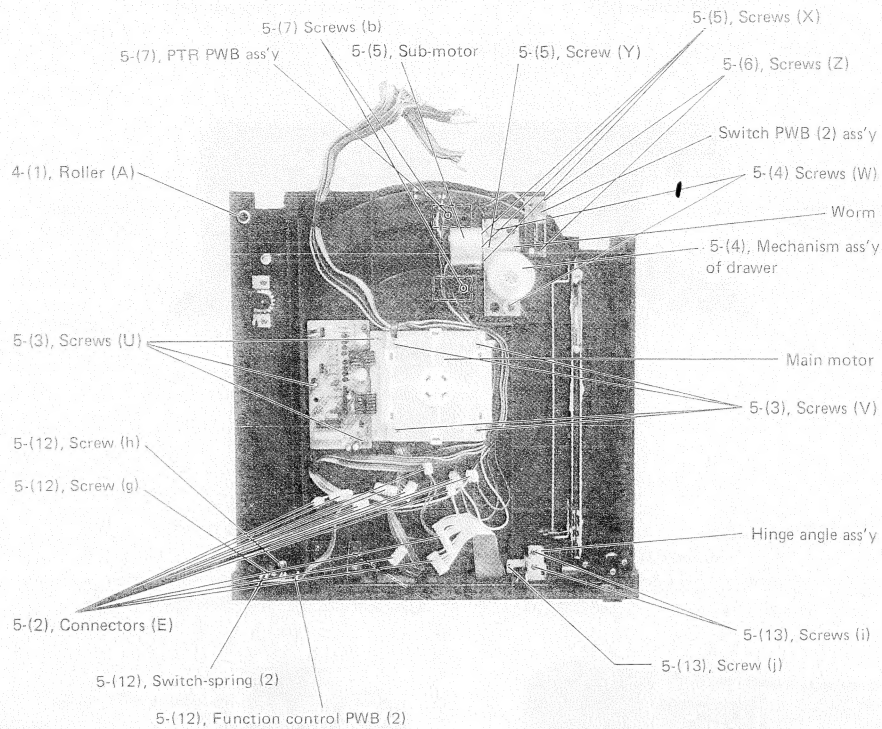 5-(7) Screws (b)
5-(7), PTR PWB ass'y
5-(5), Sub-motor
5-(5), Screw (Y)
5-(5), Screws (X)
5-(6), Screws (Z)
Switch PWB (2) ass'y
5-(4) Screws (W)
Worm
5-(4), Mechanism ass'y
of drawer
4-(1), Roller (A)
5-(3), Screws (U)
Main motor
5-(3), Screws (V)
5-(12), Screw (h)
5-(12), Screw (g)
Hinge angle ass'y
5-(2), Connectors (E)
5-(13), Screws (i)
5-(13), Screw (j)
5-(12), Switch-spring (2)
5-(12), Function control PWB (2)